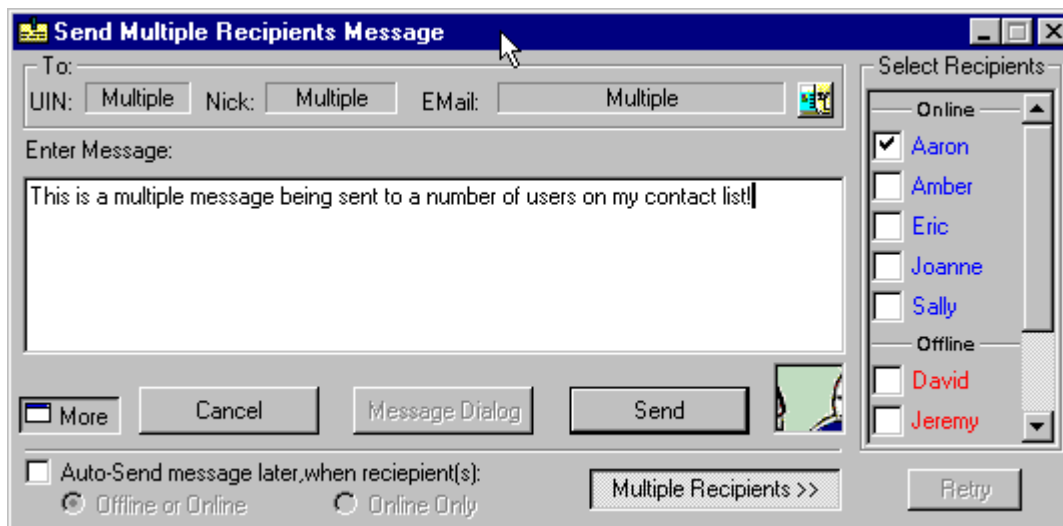 Send Multiple Recipients Message
To:
UIN: Multiple Nick: Multiple EMail: Multiple
Enter Message:
This is a multiple message being sent to a number of users on my contact list!
More
Cancel
Message Dialog
Send
Auto-Send message later,when reciepient(s):
Offline or Online
Online Only
Multiple Recipients >>
Select Recipients
Online
Aaron
Amber
Eric
Joanne
Sally
Offline
David
Jeremy
Retry